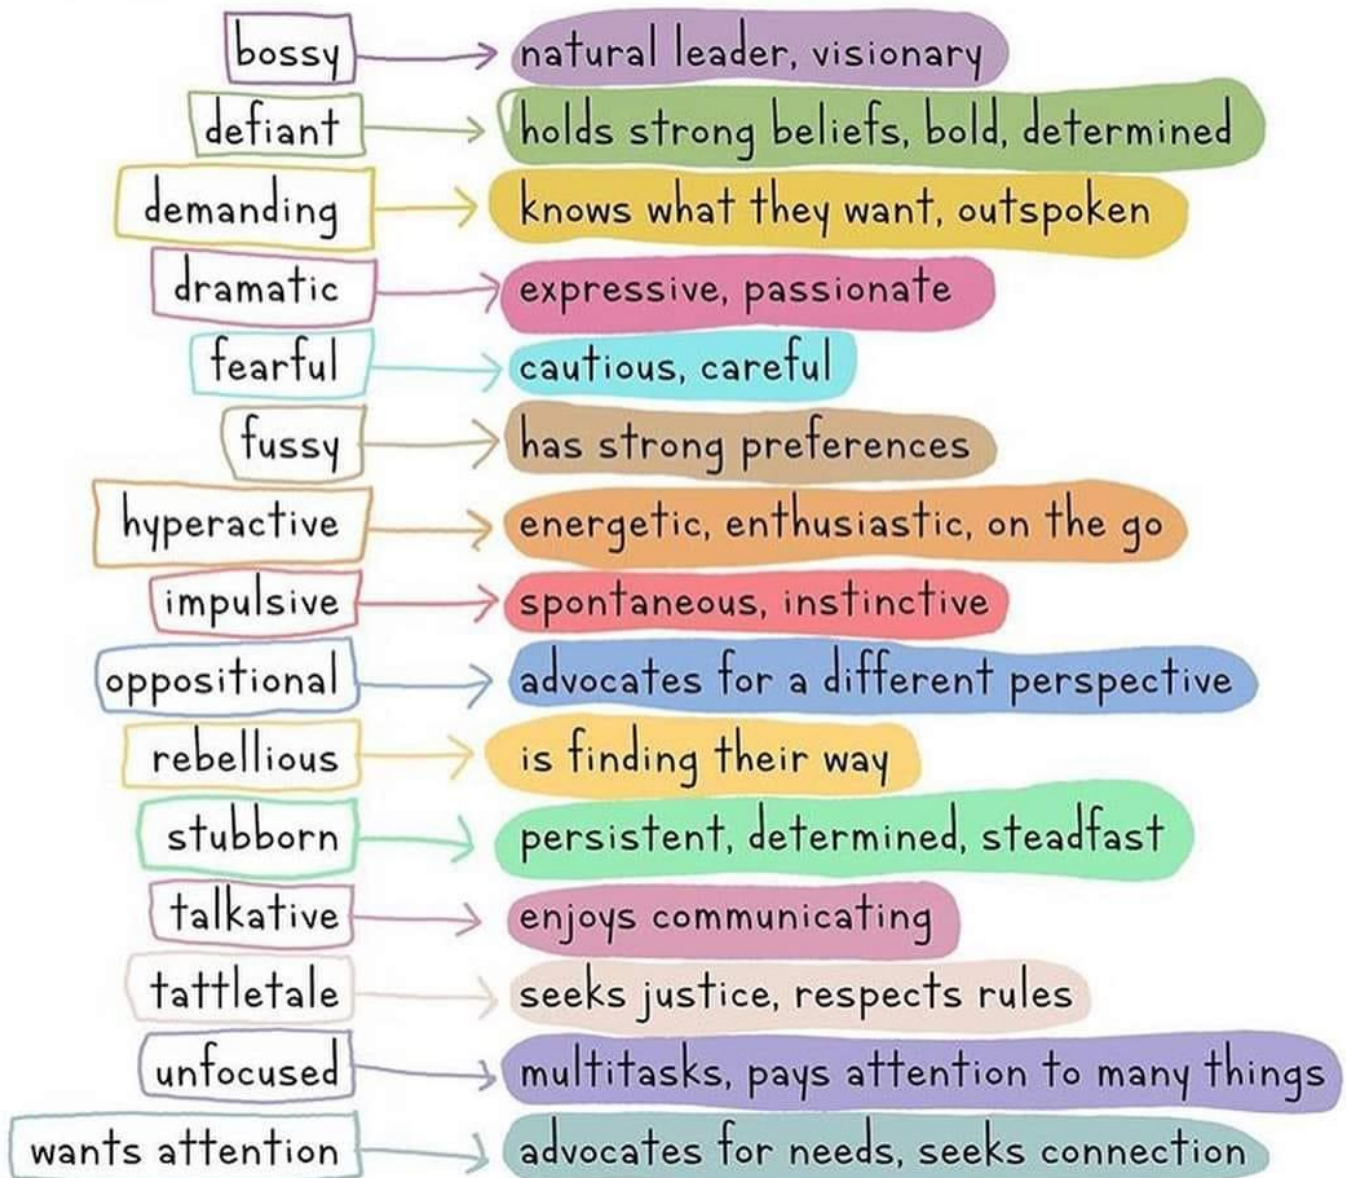 bossy natural leader, visionary
defiant holds strong beliefs, bold, determined
demanding knows what they want, outspoken
dramatic expressive, passionate
fearful cautious, careful
fussy has strong preferences
hyperactive energetic, enthusiastic, on the go
impulsive spontaneous, instinctive
oppositional advocates for a different perspective
rebellious is finding their way
stubborn persistent, determined, steadfast
talkative enjoys communicating
tattletale seeks justice, respects rules
unfocused multitasks, pays attention to many things
wants attention advocates for needs, seeks connection